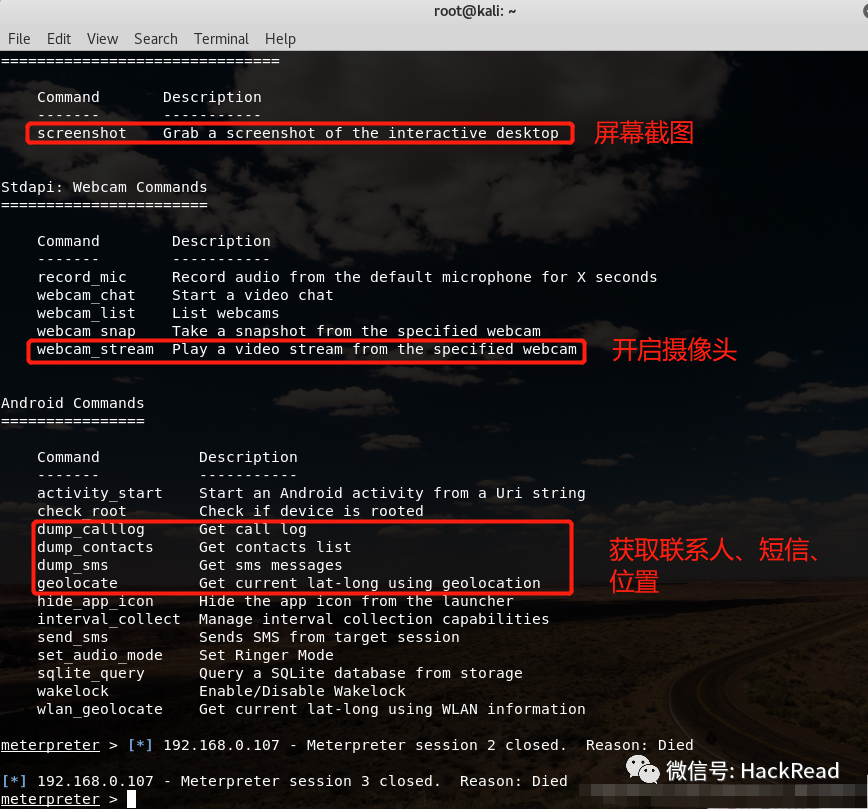 root@kali: ~
File Edit View Search Terminal Help
===============================
Command Description
------- -----------
screenshot Grab a screenshot of the interactive desktop
屏幕截图
Stdapi: Webcam Commands
=======================
Command Description
------- -----------
record_mic Record audio from the default microphone for X seconds
webcam_chat Start a video chat
webcam_list List webcams
webcam_snap Take a snapshot from the specified webcam
webcam_stream Play a video stream from the specified webcam
开启摄像头
Android Commands
================
Command Description
------- -----------
activity_start Start an Android activity from a Uri string
check_root Check if device is rooted
dump_calllog Get call log
dump_contacts Get contacts list
dump_sms Get sms messages
geolocate Get current lat-long using geolocation
获取联系人、短信、
位置
hide_app_icon Hide the app icon from the launcher
interval_collect Manage interval collection capabilities
send_sms Sends SMS from target session
set_audio_mode Set Ringer Mode
sqlite_query Query a SQLite database from storage
wakelock Enable/Disable Wakelock
wlan_geolocate Get current lat-long using WLAN information
meterpreter > [*] 192.168.0.107 - Meterpreter session 2 closed. Reason: Died
微信号: HackRead
[*] 192.168.0.107 - Meterpreter session 3 closed. Reason: Died
meterpreter >